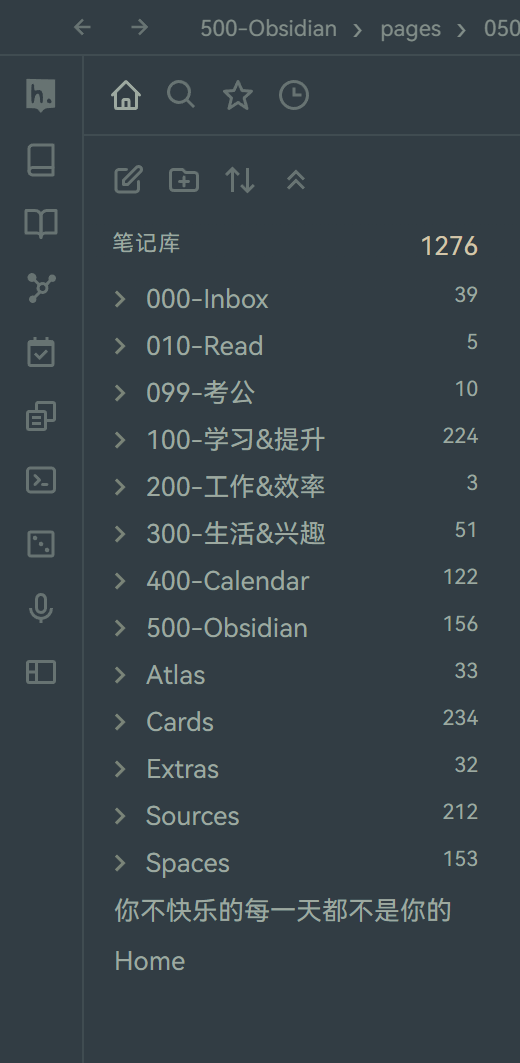 500-Obsidian > pages > 050
h.
笔记库 1276
000-Inbox 39
010-Read 5
099-考公 10
100-学习&提升 224
200-工作&效率 3
300-生活&兴趣 51
400-Calendar 122
500-Obsidian 156
Atlas 33
Cards 234
Extras 32
Sources 212
Spaces 153
你不快乐的每一天都不是你的
Home